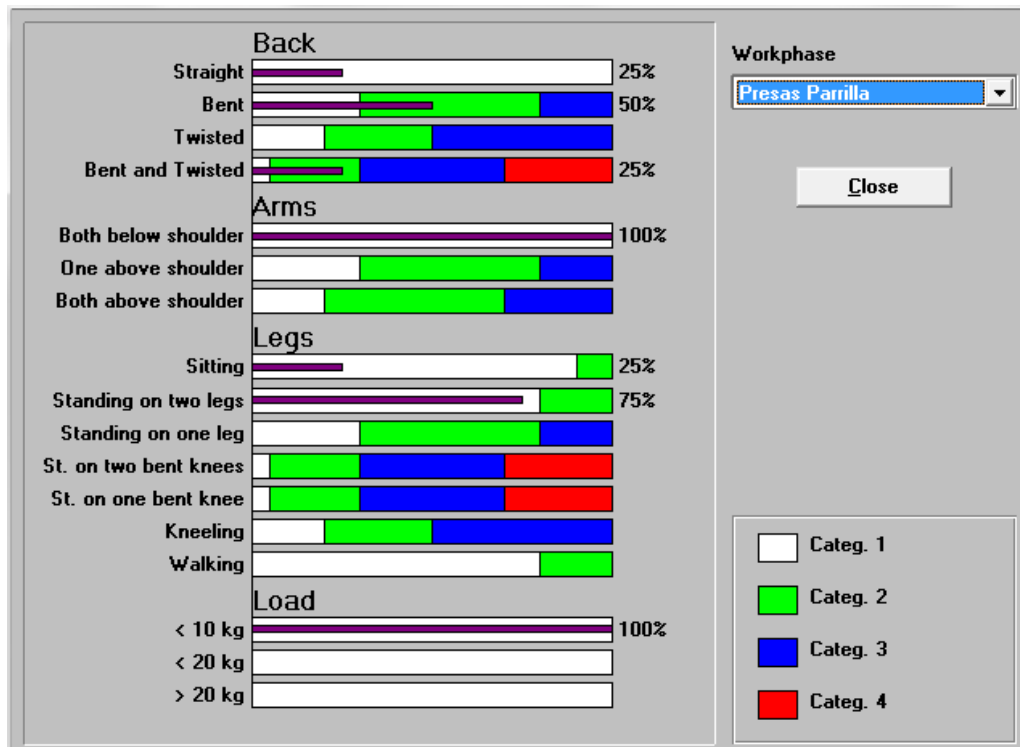 Back
Straight 25%
Bent 50%
Twisted
Bent and Twisted 25%
Arms
Both below shoulder 100%
One above shoulder
Both above shoulder
Legs
Sitting 25%
Standing on two legs 75%
Standing on one leg
St. on two bent knees
St. on one bent knee
Kneeling
Walking
Load
< 10 kg 100%
< 20 kg
> 20 kg
Workphase
Presas Parrilla
Close
Categ. 1
Categ. 2
Categ. 3
Categ. 4